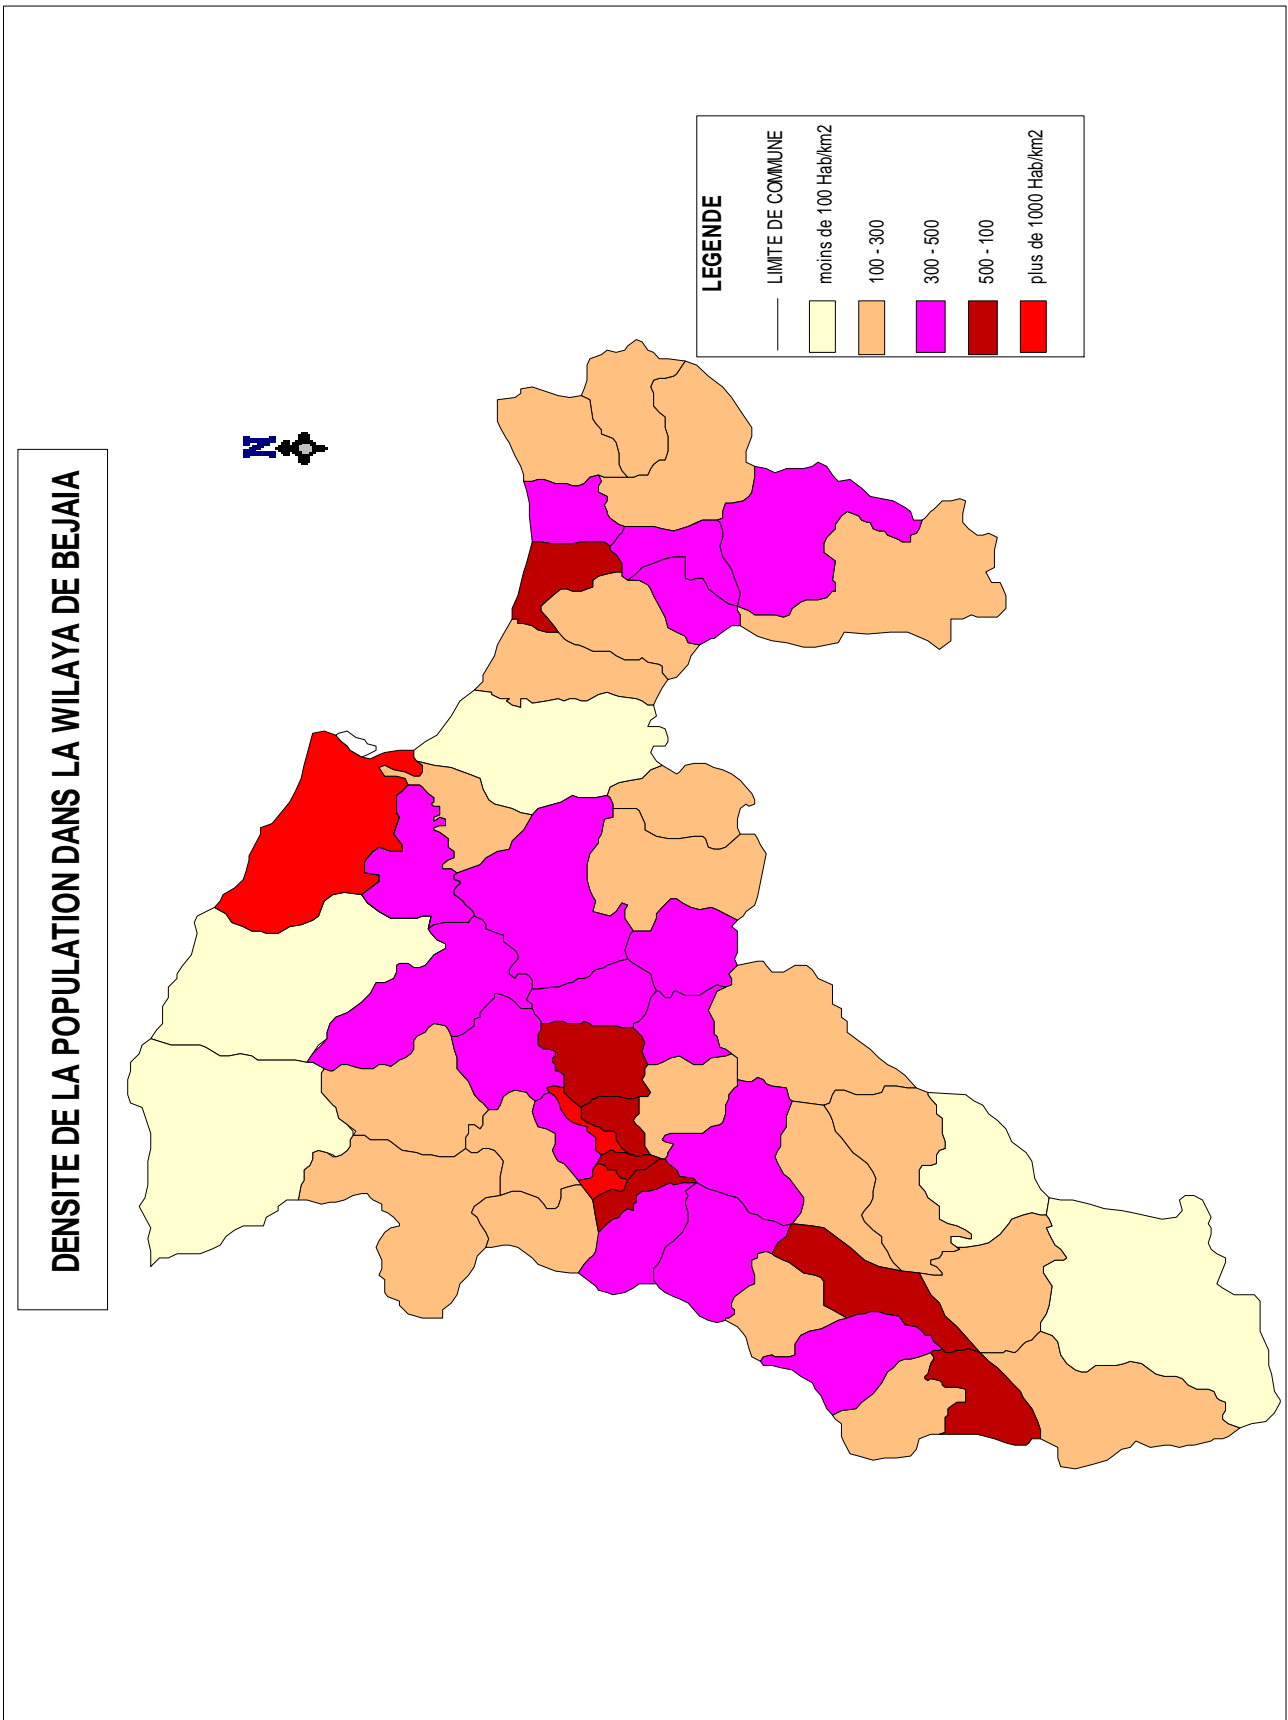 DENSITE DE LA POPULATION DANS LA WILAYA DE BEJAIA
N
LEGENDE
LIMITE DE COMMUNE
moins de 100 Hab/km2
100 - 300
300 - 500
500 - 100
plus de 1000 Hab/km2